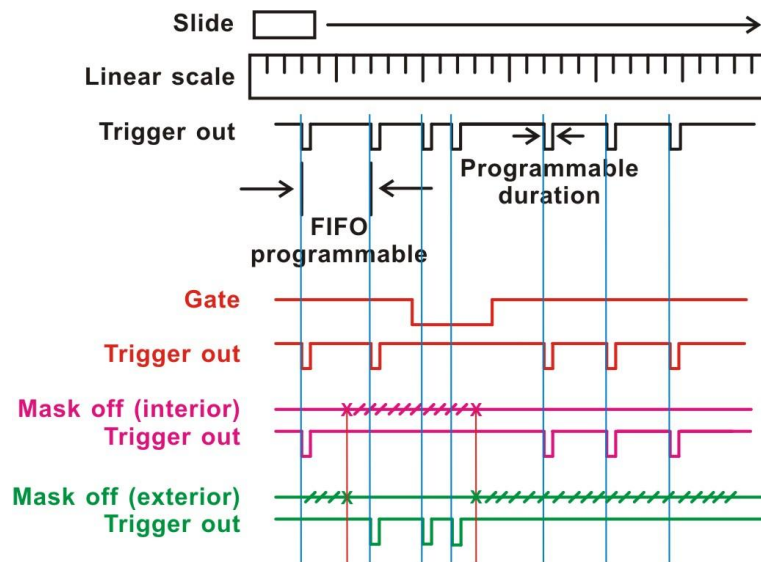 Slide
Linear scale
Trigger out
Programmable
duration
FIFO
programmable
Gate
Trigger out
Mask off (interior)
Trigger out
Mask off (exterior)
Trigger out